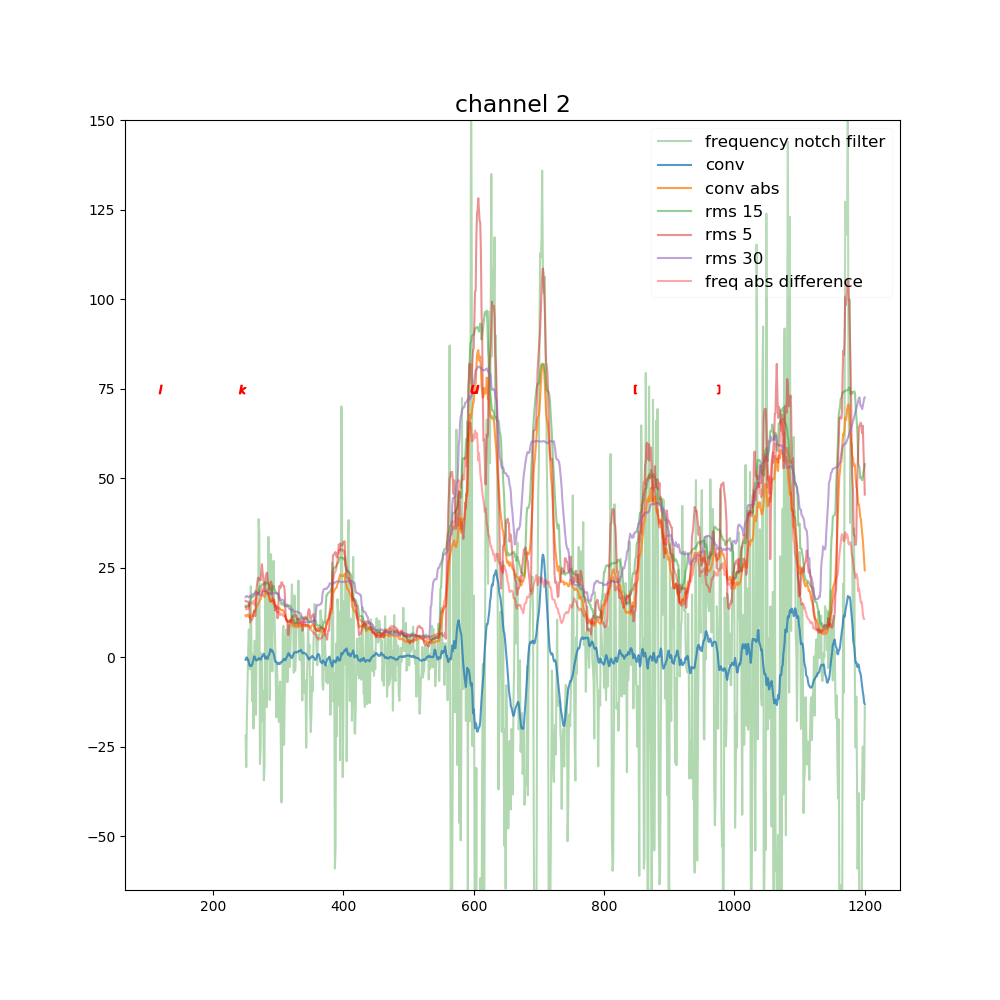 channel 2
150
125
100
75
50
25
0
−25
−50
200
400
600
800
1000
1200
frequency notch filter
conv
conv abs
rms 15
rms 5
rms 30
freq abs difference
l
k
u
[
]